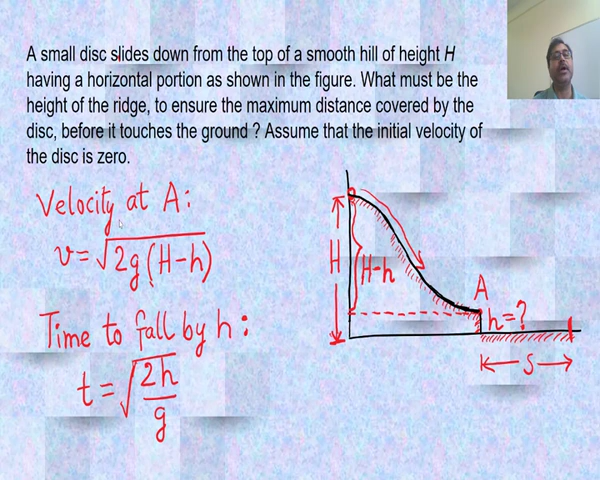 A small disc slides down from the top of a smooth hill of height H
having a horizontal portion as shown in the figure. What must be the
height of the ridge, to ensure the maximum distance covered by the
disc, before it touches the ground ? Assume that the initial velocity of
the disc is zero.
Velocity at A:
v = √2g(H-h)
Time to fall by h:
t = √2h/g
H
H-h
A
h=?
S